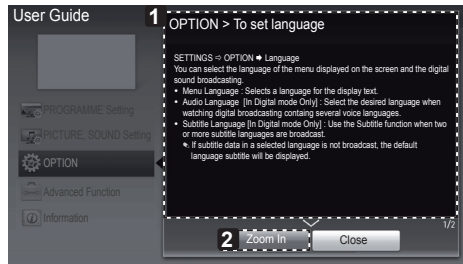 User Guide
1
OPTION > To set language
SETTINGS ⇨ OPTION ➡ Language
You can select the language of the menu displayed on the screen and the digital
sound broadcasting.
• Menu Language : Selects a language for the display text.
• Audio Language [In Digital mode Only] : Select the desired language when
watching digital broadcasting containg several voice languages.
• Subtitle Language [In Digital mode Only] : Use the Subtitle function when two
or more subtitle languages are broadcast.
If subtitle data in a selected language is not broadcast, the default
language subtitle will be displayed.
PROGRAMME Setting
PICTURE, SOUND Setting
OPTION
Advanced Function
Information
1/2
2
Zoom In
Close